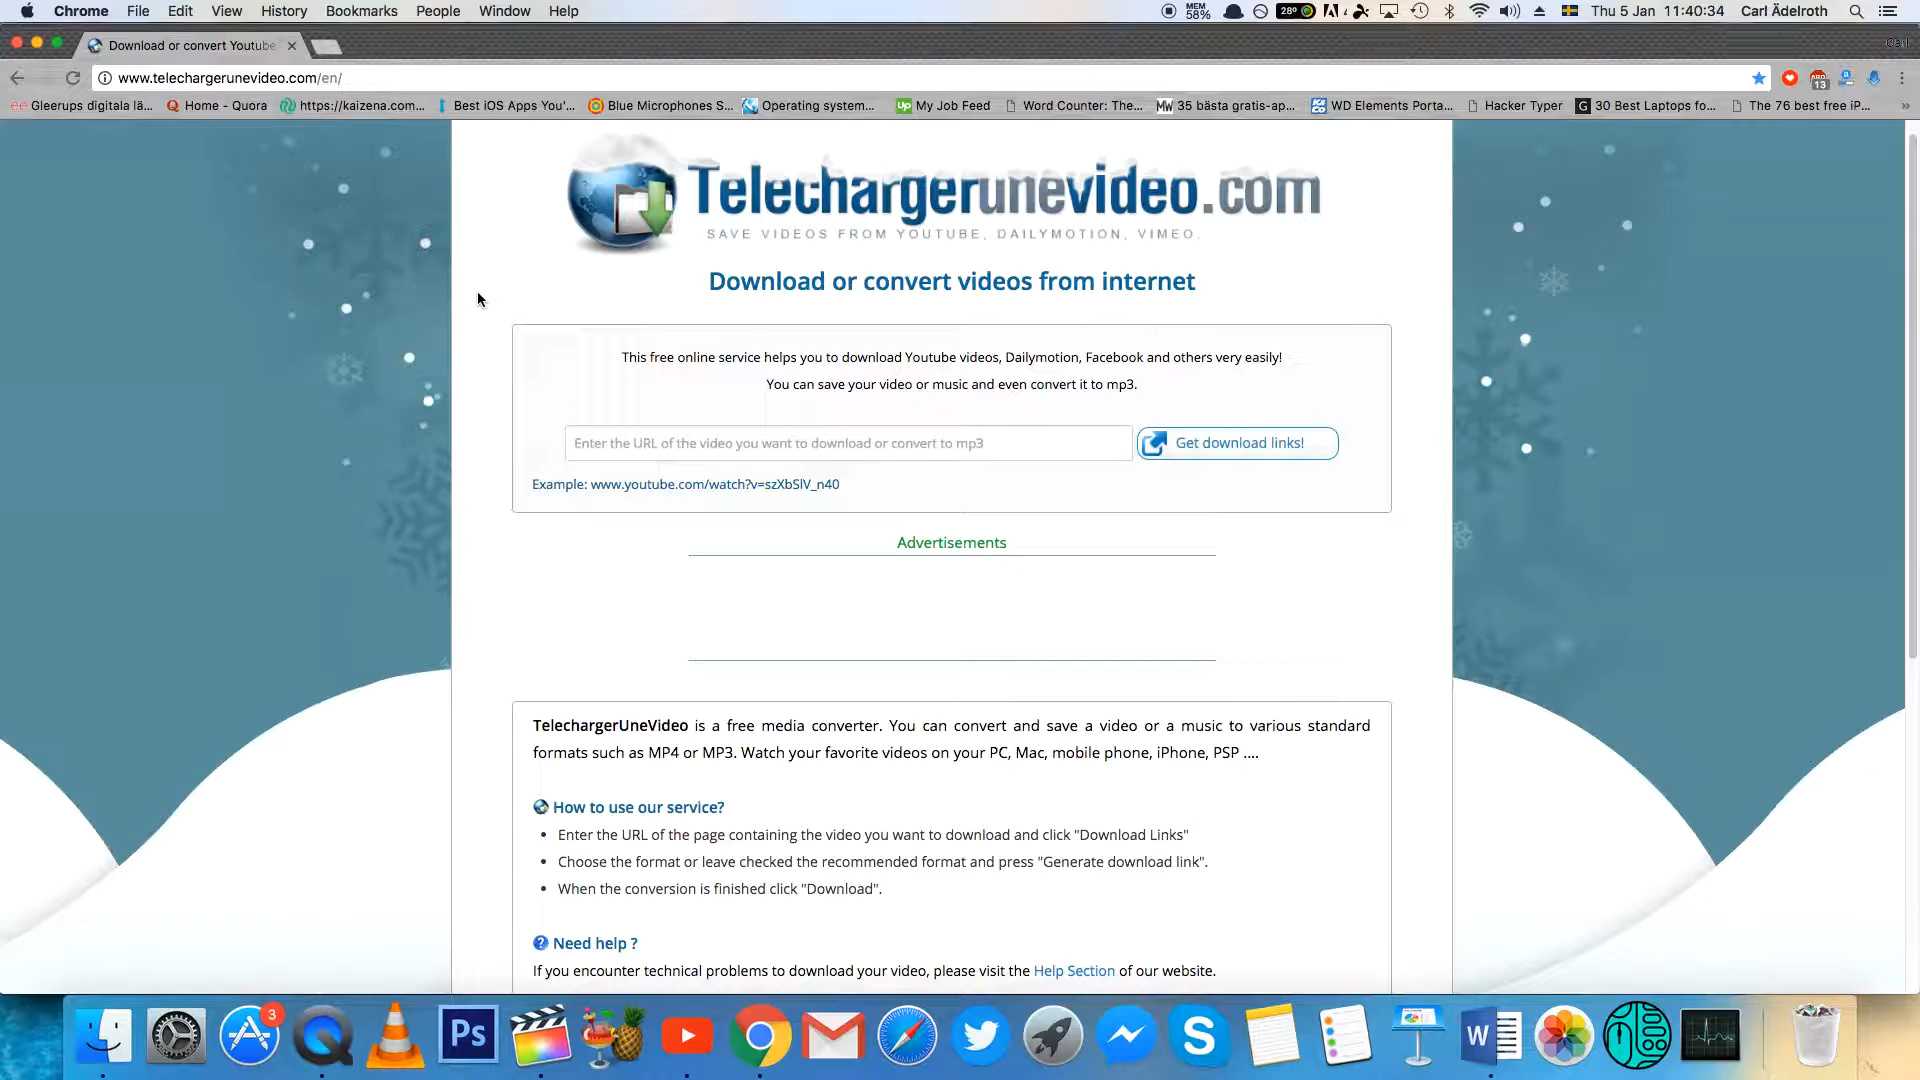 Chrome File Edit View History Bookmarks People Window Help MEM 58% 28° Thu 5 Jan 11:40:34 Carl Ädelroth
Download or convert Youtube
Carl
www.telechargerunevideo.com/en/
13
Gleerups digitala lä... Home - Quora https://kaizena.com... Best iOS Apps You'... Blue Microphones S... Operating system... Up My Job Feed Word Counter: The... MW 35 bästa gratis-ap... WD Elements Porta... Hacker Typer G 30 Best Laptops fo... The 76 best free iP... »
Telechargerunevideo.com
SAVE VIDEOS FROM YOUTUBE, DAILYMOTION, VIMEO.
Download or convert videos from internet
This free online service helps you to download Youtube videos, Dailymotion, Facebook and others very easily!
You can save your video or music and even convert it to mp3.
Enter the URL of the video you want to download or convert to mp3 Get download links!
Example: www.youtube.com/watch?v=szXbSlV_n40
Advertisements
TelechargerUneVideo is a free media converter. You can convert and save a video or a music to various standard
formats such as MP4 or MP3. Watch your favorite videos on your PC, Mac, mobile phone, iPhone, PSP ....
How to use our service?
• Enter the URL of the page containing the video you want to download and click "Download Links"
• Choose the format or leave checked the recommended format and press "Generate download link".
• When the conversion is finished click "Download".
? Need help ?
If you encounter technical problems to download your video, please visit the Help Section of our website.
3
Ps
S
W